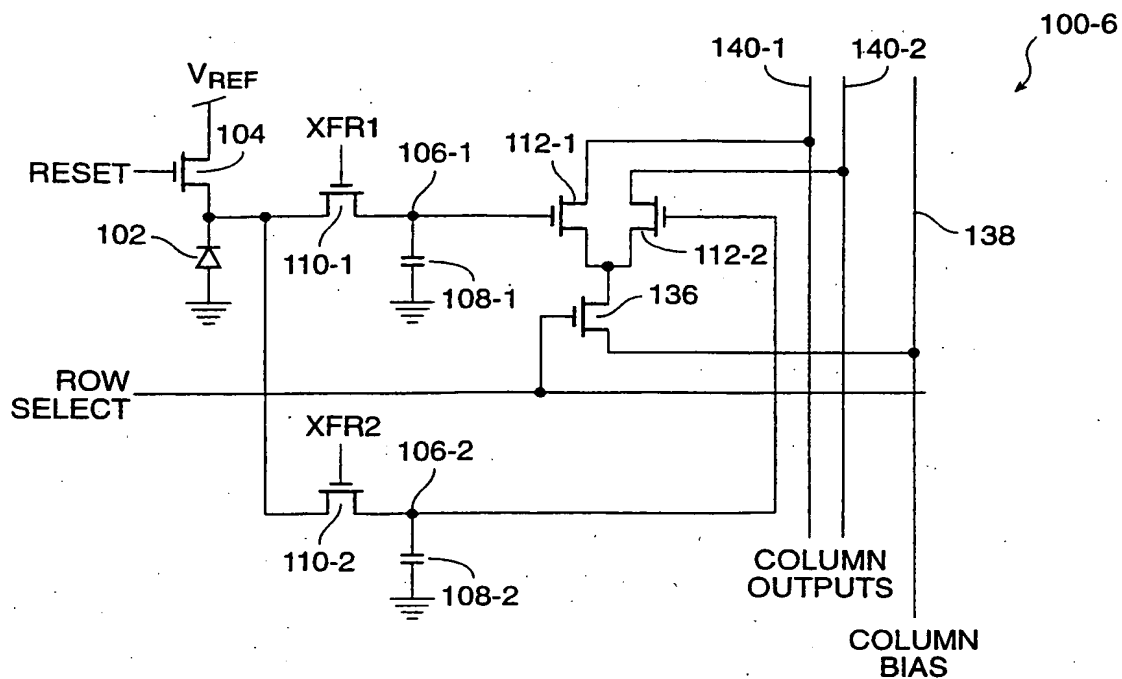 100-6
140-1
140-2
VREF
104
XFR1
106-1
112-1
RESET
102
110-1
108-1
112-2
138
136
ROW
SELECT
XFR2
106-2
110-2
108-2
COLUMN
OUTPUTS
COLUMN
BIAS